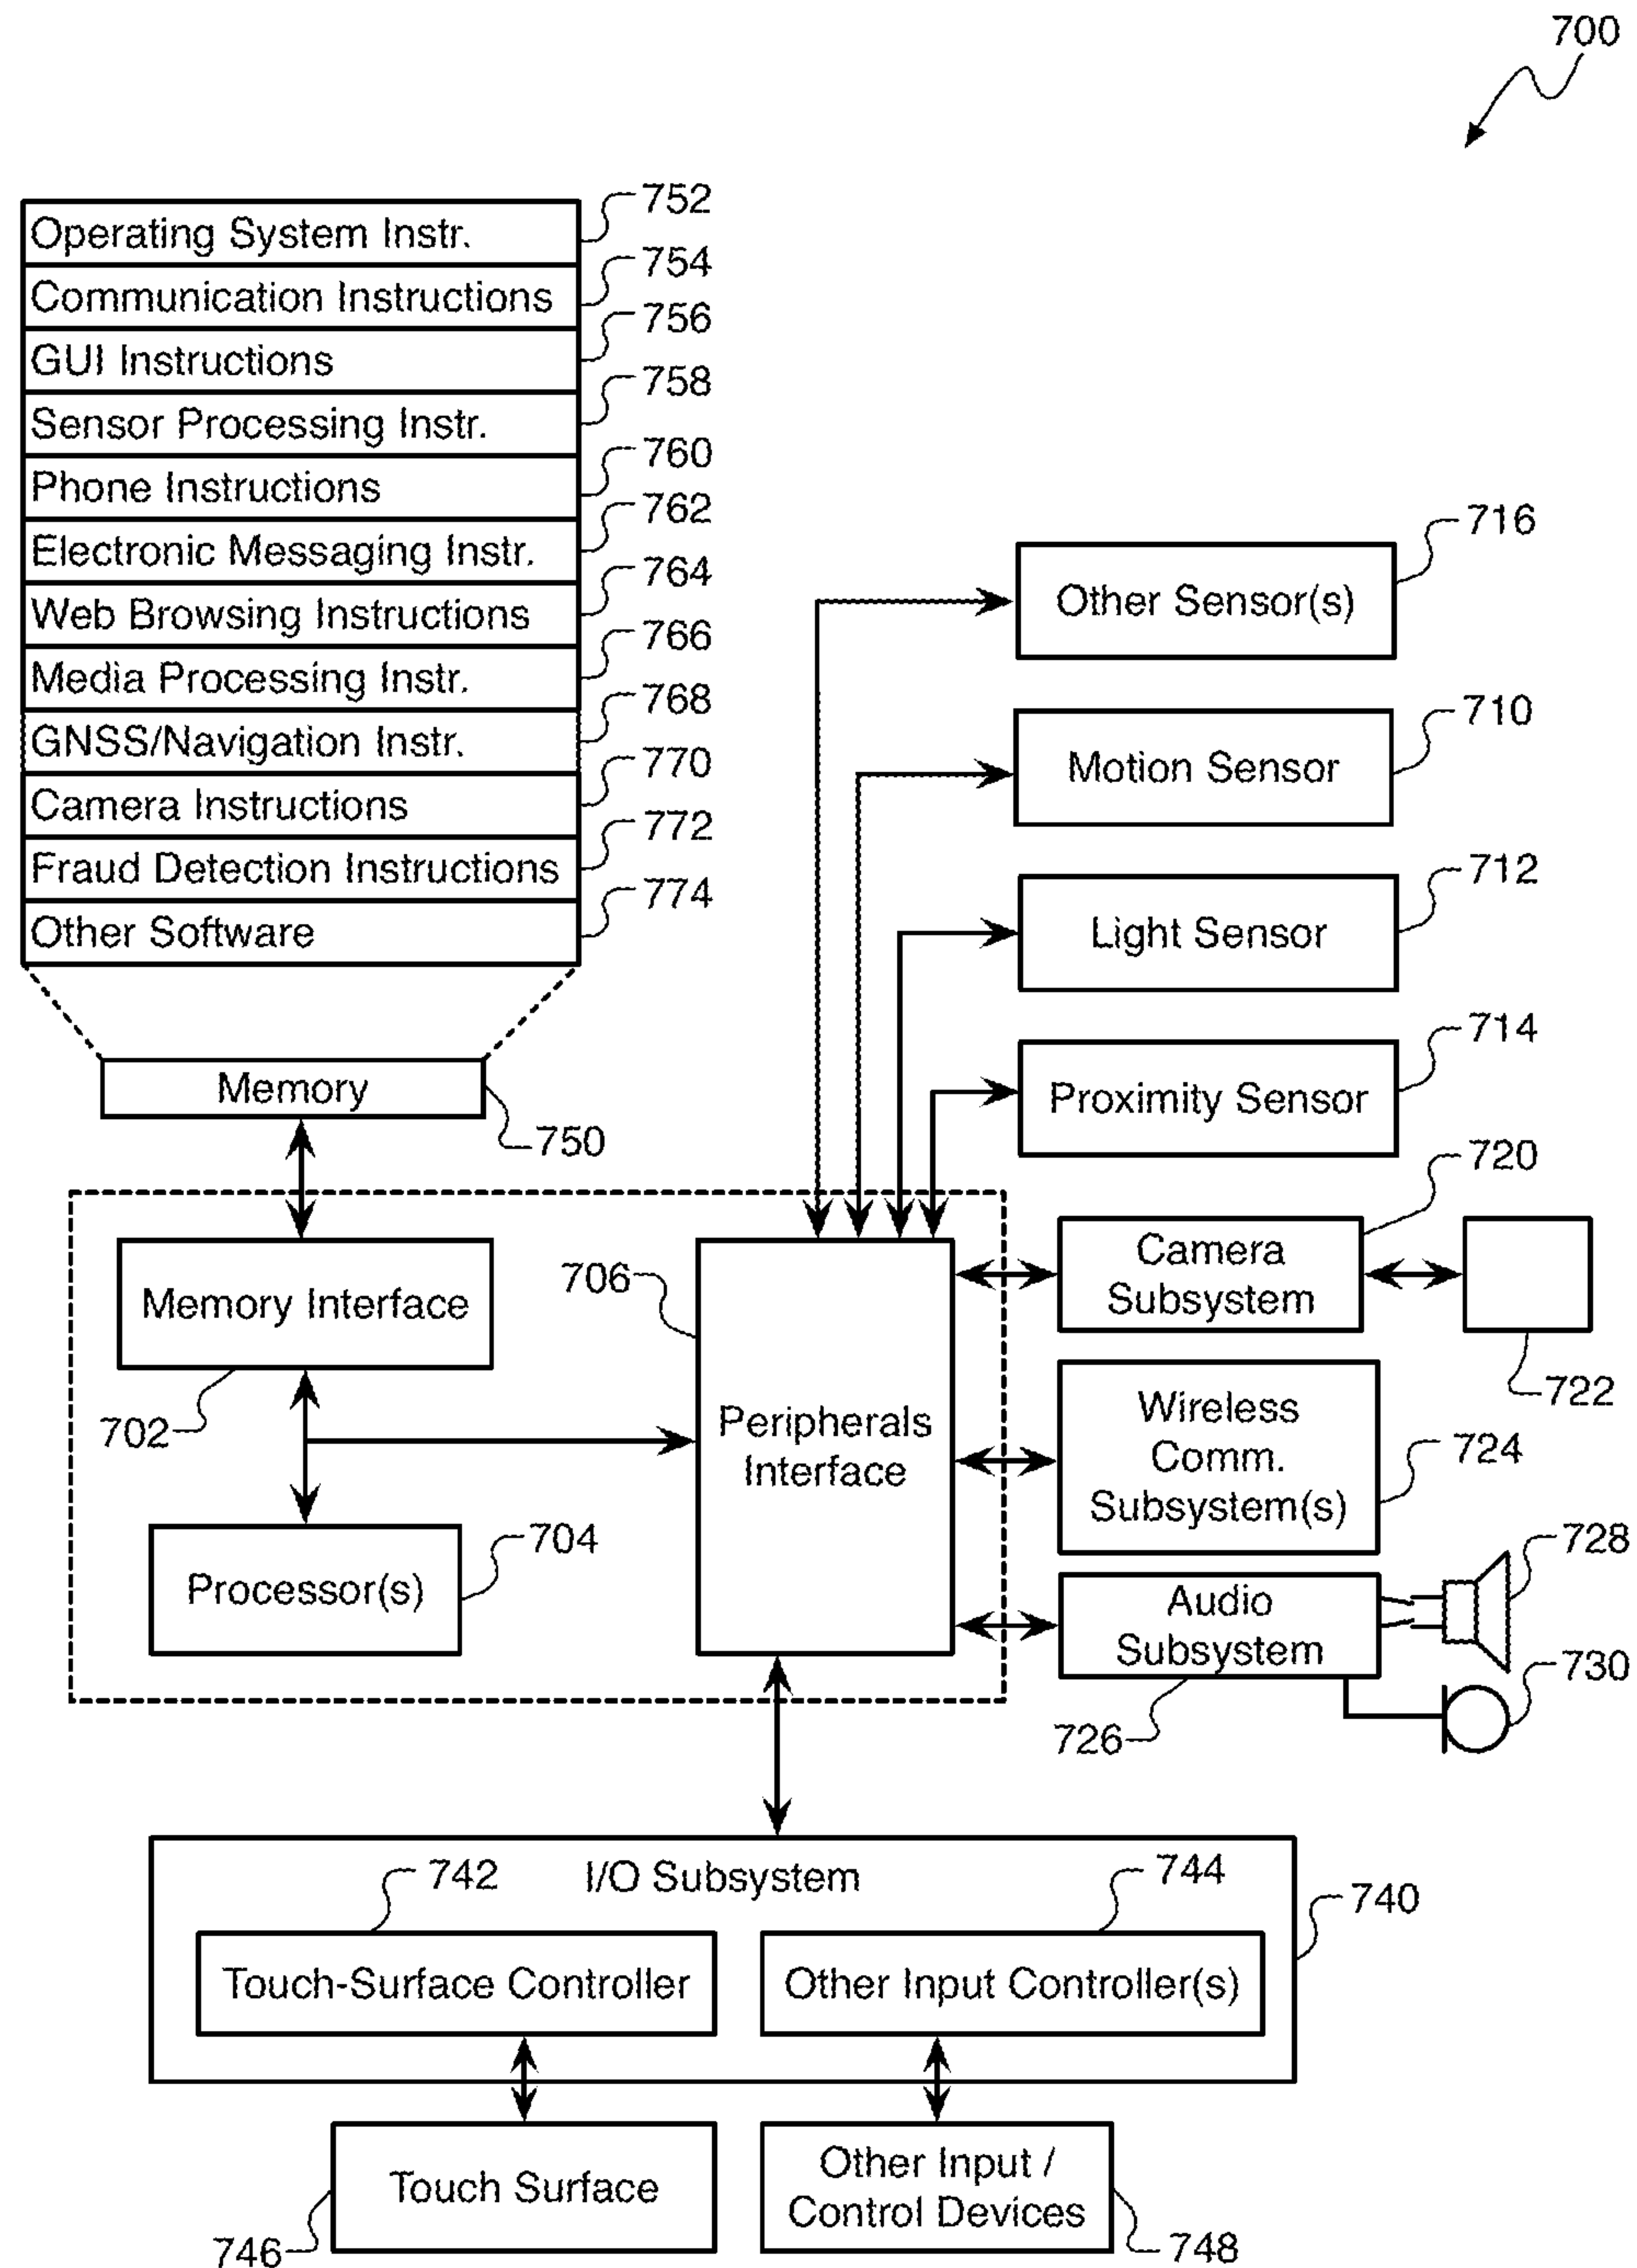 700
752
Operating System Instr.
754
Communication Instructions
756
GUI Instructions
758
Sensor Processing Instr.
760
Phone Instructions
762
Electronic Messaging Instr.
764
Web Browsing Instructions
766
Media Processing Instr.
768
GNSS/Navigation Instr.
770
Camera Instructions
772
Fraud Detection Instructions
774
Other Software
Memory
750
716
Other Sensor(s)
710
Motion Sensor
712
Light Sensor
714
Proximity Sensor
720
Camera
Subsystem
722
Memory Interface
702
706
Peripherals
Interface
Wireless
Comm.
Subsystem(s)
724
704
Processor(s)
728
Audio
Subsystem
730
726
742
I/O Subsystem
744
740
Touch-Surface Controller
Other Input Controller(s)
Touch Surface
746
Other Input /
Control Devices
748